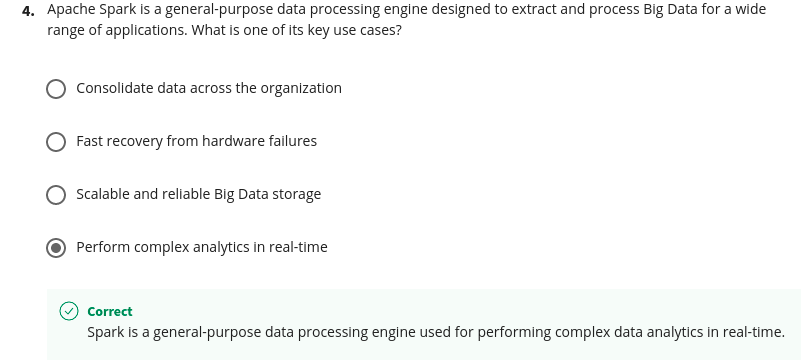 4. Apache Spark is a general-purpose data processing engine designed to extract and process Big Data for a wide
range of applications. What is one of its key use cases?
Consolidate data across the organization
Fast recovery from hardware failures
Scalable and reliable Big Data storage
Perform complex analytics in real-time
Correct
Spark is a general-purpose data processing engine used for performing complex data analytics in real-time.